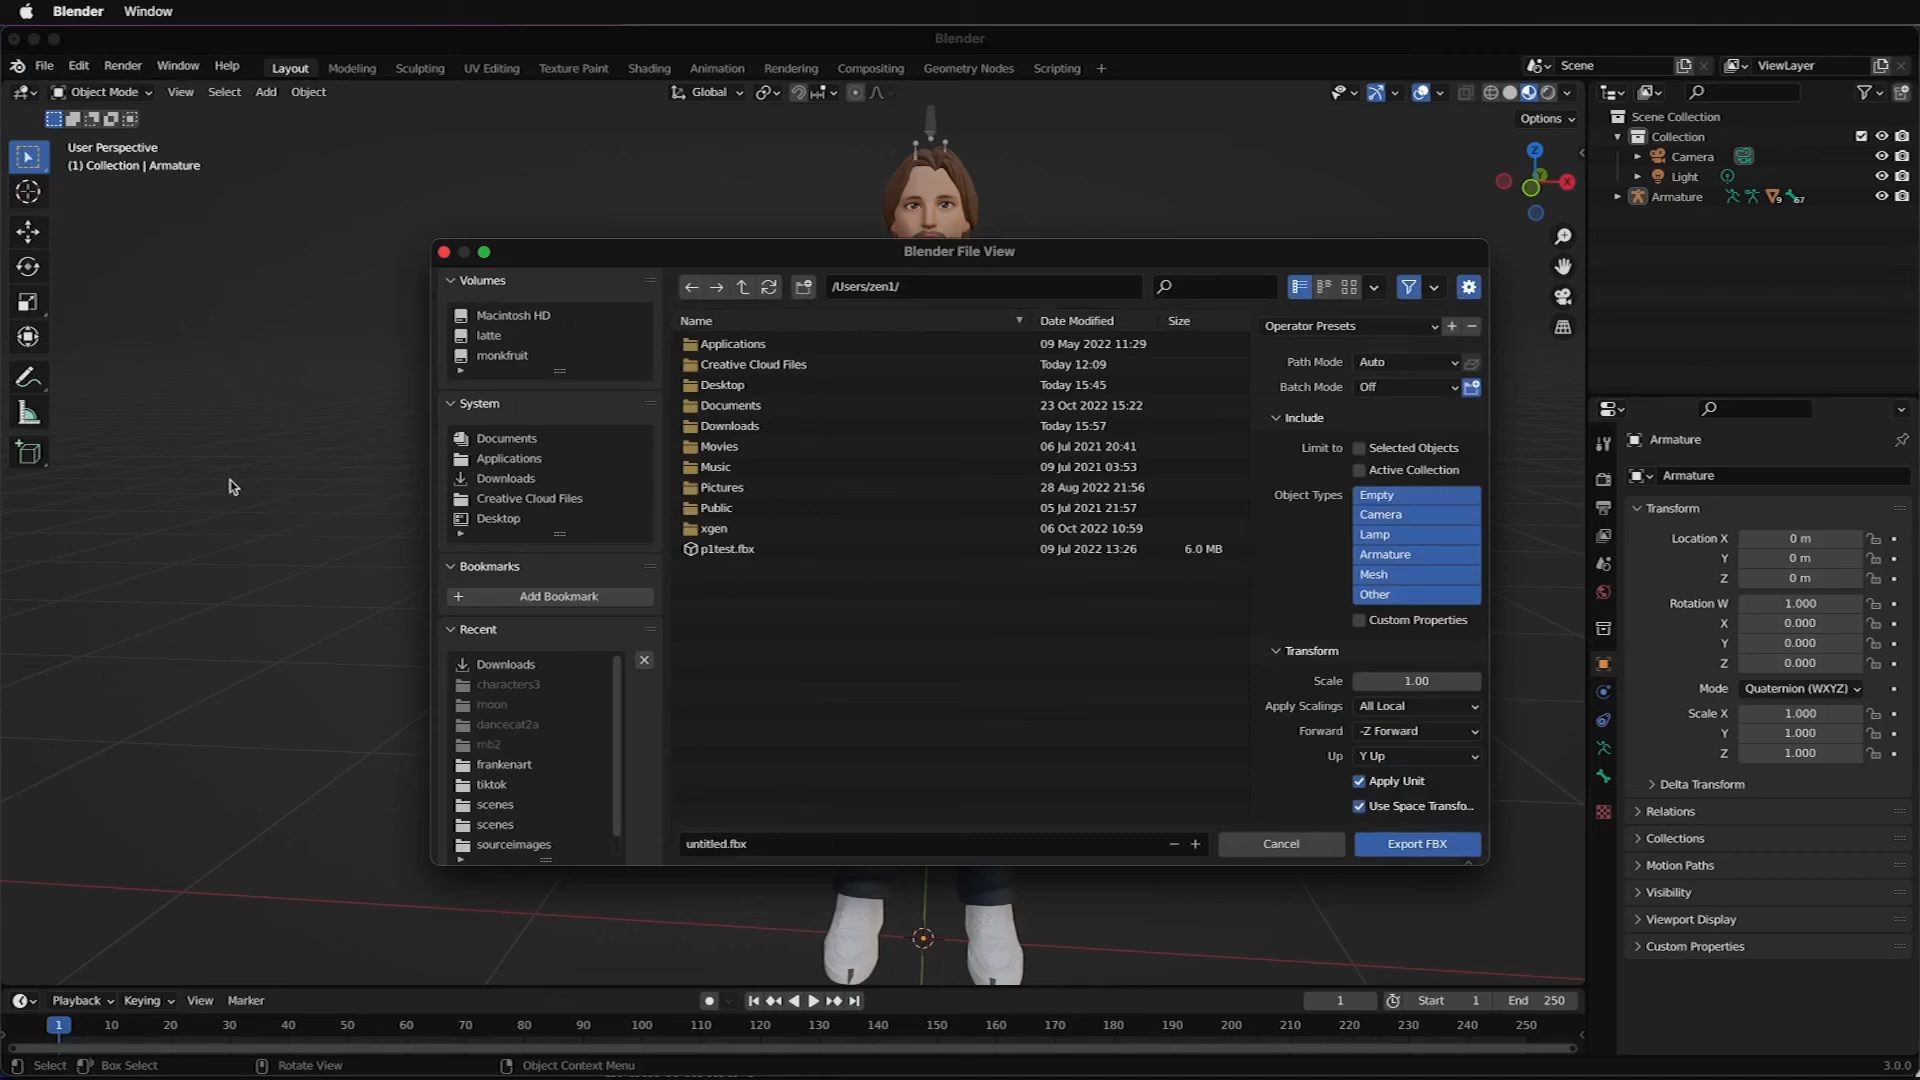 Blender Window
Blender
File Edit Render Window Help Layout Modeling Sculpting UV Editing Texture Paint Shading Animation Rendering Compositing Geometry Nodes Scripting + Scene ViewLayer
Object Mode View Select Add Object Global
Options
User Perspective
(1) Collection | Armature
Z
Y
X
Scene Collection
Collection
Camera
Light
Armature 9 67
Blender File View
Volumes
Macintosh HD
latte
monkfruit
System
Documents
Applications
Downloads
Creative Cloud Files
Desktop
Bookmarks
+ Add Bookmark
Recent
Downloads
characters3
moon
dancecat2a
mb2
frankenart
tiktok
scenes
scenes
sourceimages
/Users/zen1/
Name Date Modified Size
Applications 09 May 2022 11:29
Creative Cloud Files Today 12:09
Desktop Today 15:45
Documents 23 Oct 2022 15:22
Downloads Today 15:57
Movies 06 Jul 2021 20:41
Music 09 Jul 2021 03:53
Pictures 28 Aug 2022 21:56
Public 05 Jul 2021 21:57
xgen 06 Oct 2022 10:59
p1test.fbx 09 Jul 2022 13:26 6.0 MB
untitled.fbx − +
Operator Presets + −
Path Mode Auto
Batch Mode Off
Include
Limit to Selected Objects
Active Collection
Object Types Empty
Camera
Lamp
Armature
Mesh
Other
Custom Properties
Transform
Scale 1.00
Apply Scalings All Local
Forward -Z Forward
Up Y Up
Apply Unit
Use Space Transfo...
Cancel Export FBX
Armature
Armature
Transform
Location X 0 m
Y 0 m
Z 0 m
Rotation W 1.000
X 0.000
Y 0.000
Z 0.000
Mode Quaternion (WXYZ)
Scale X 1.000
Y 1.000
Z 1.000
Delta Transform
Relations
Collections
Motion Paths
Visibility
Viewport Display
Custom Properties
Playback Keying View Marker 1 Start 1 End 250
1 10 20 30 40 50 60 70 80 90 100 110 120 130 140 150 160 170 180 190 200 210 220 230 240 250
Select Box Select Rotate View Object Context Menu 3.0.0